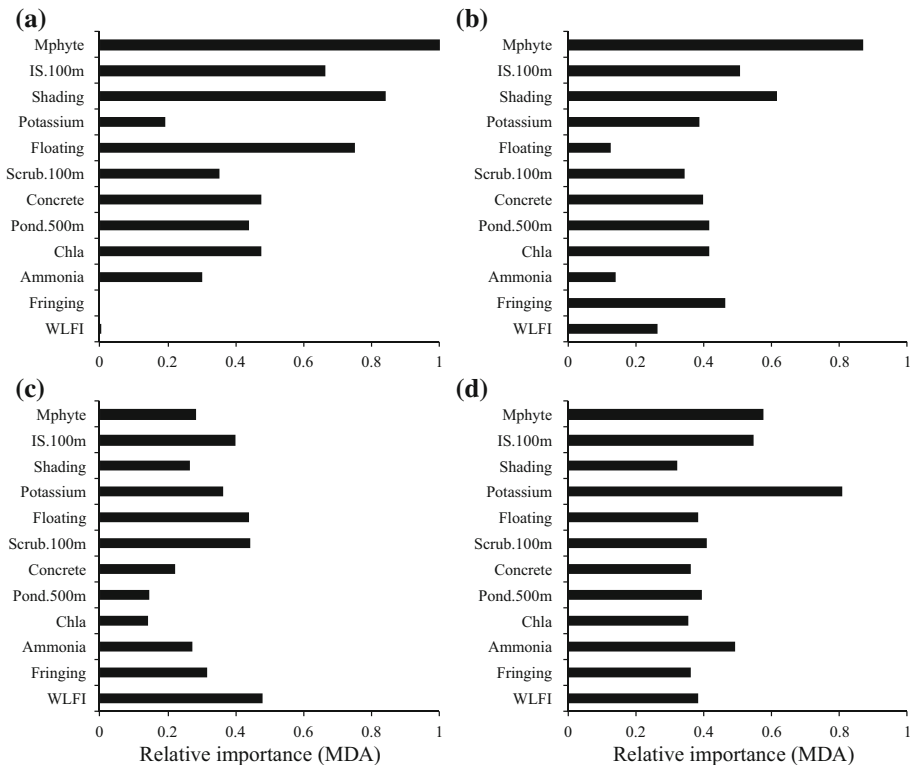 (a)
Mphyte
IS.100m
Shading
Potassium
Floating
Scrub.100m
Concrete
Pond.500m
Chla
Ammonia
Fringing
WLFI
0 0.2 0.4 0.6 0.8 1
(b)
Mphyte
IS.100m
Shading
Potassium
Floating
Scrub.100m
Concrete
Pond.500m
Chla
Ammonia
Fringing
WLFI
0 0.2 0.4 0.6 0.8 1
(c)
Mphyte
IS.100m
Shading
Potassium
Floating
Scrub.100m
Concrete
Pond.500m
Chla
Ammonia
Fringing
WLFI
0 0.2 0.4 0.6 0.8 1
Relative importance (MDA)
(d)
Mphyte
IS.100m
Shading
Potassium
Floating
Scrub.100m
Concrete
Pond.500m
Chla
Ammonia
Fringing
WLFI
0 0.2 0.4 0.6 0.8 1
Relative importance (MDA)